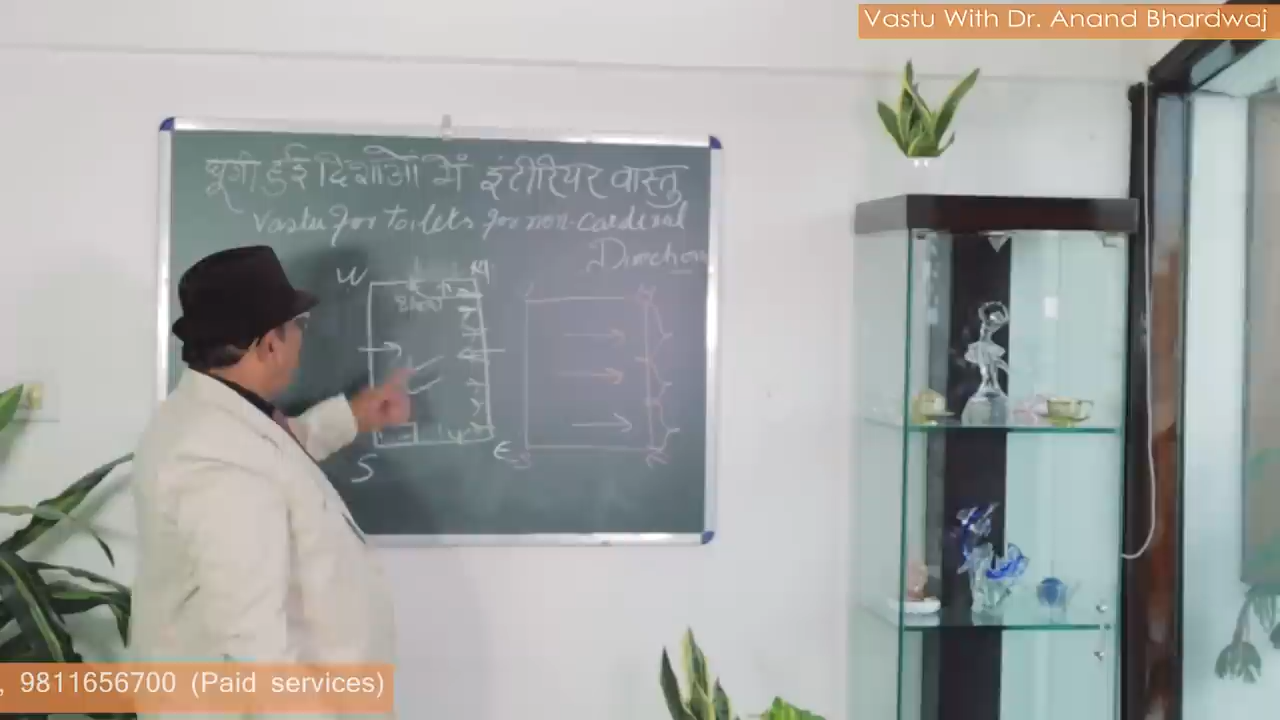 Vastu With Dr. Anand Bhardwaj
घूमी हुई दिशाओं में इंटीरियर वास्तु
Vastu for toilets for non-cardinal
Direction
W
N
S
E
, 9811656700 (Paid services)